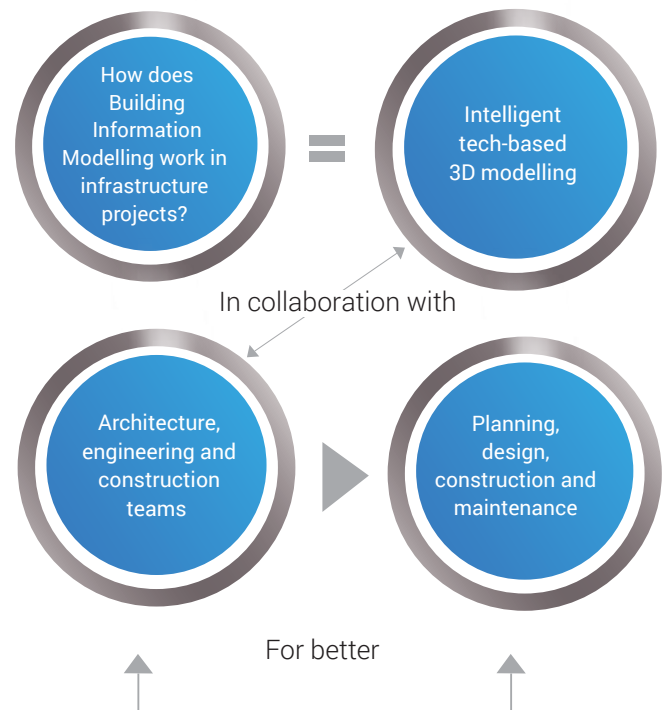 How does
Building
Information
Modelling work in
infrastructure
projects?
Intelligent
tech-based
3D modelling
In collaboration with
Architecture,
engineering and
construction
teams
Planning,
design,
construction and
maintenance
For better